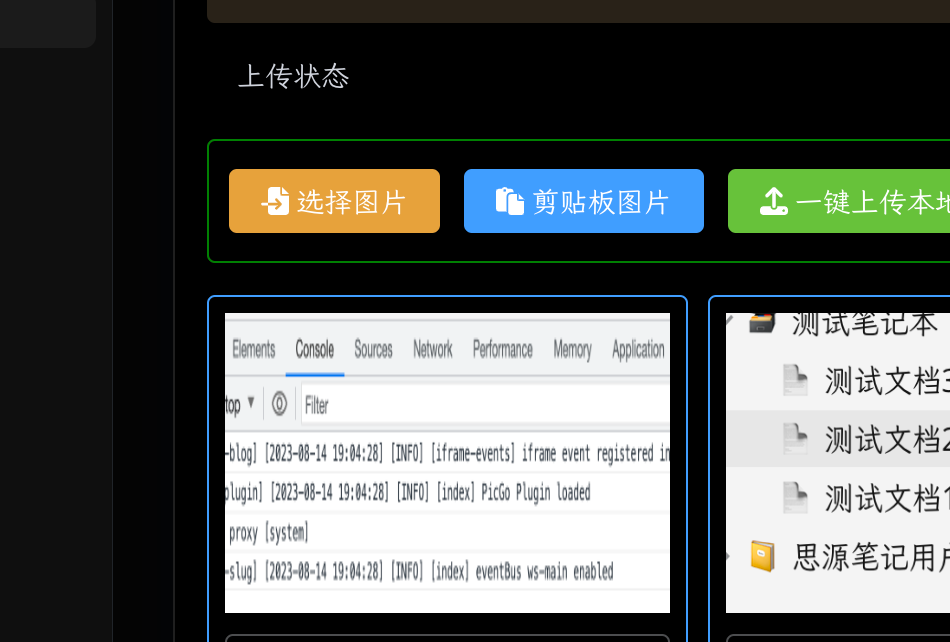 上传状态
选择图片 剪贴板图片 一键上传本地
Elements Console Sources Network Performance Memory Application
top Filter
-blog] [2023-08-14 19:04:28] [INFO] [iframe-events] iframe event registered in
plugin] [2023-08-14 19:04:28] [INFO] [index] PicGo Plugin loaded
proxy [system]
-slug] [2023-08-14 19:04:28] [INFO] [index] eventBus ws-main enabled
测试笔记本
测试文档3
测试文档2
测试文档1
思源笔记用户